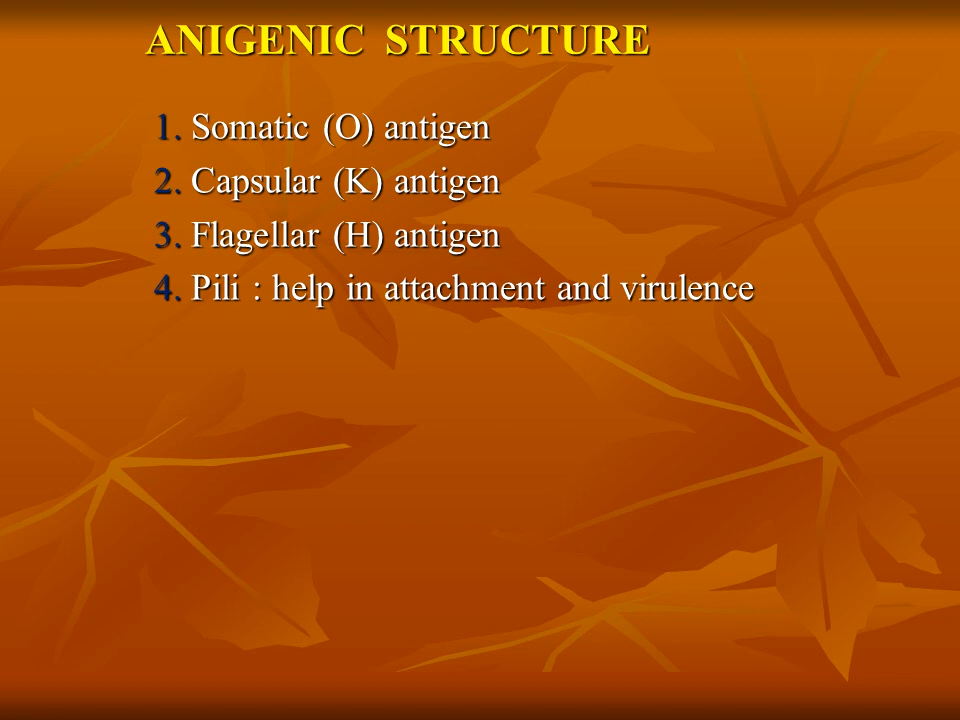 ANIGENIC STRUCTURE
1. Somatic (O) antigen
2. Capsular (K) antigen
3. Flagellar (H) antigen
4. Pili : help in attachment and virulence